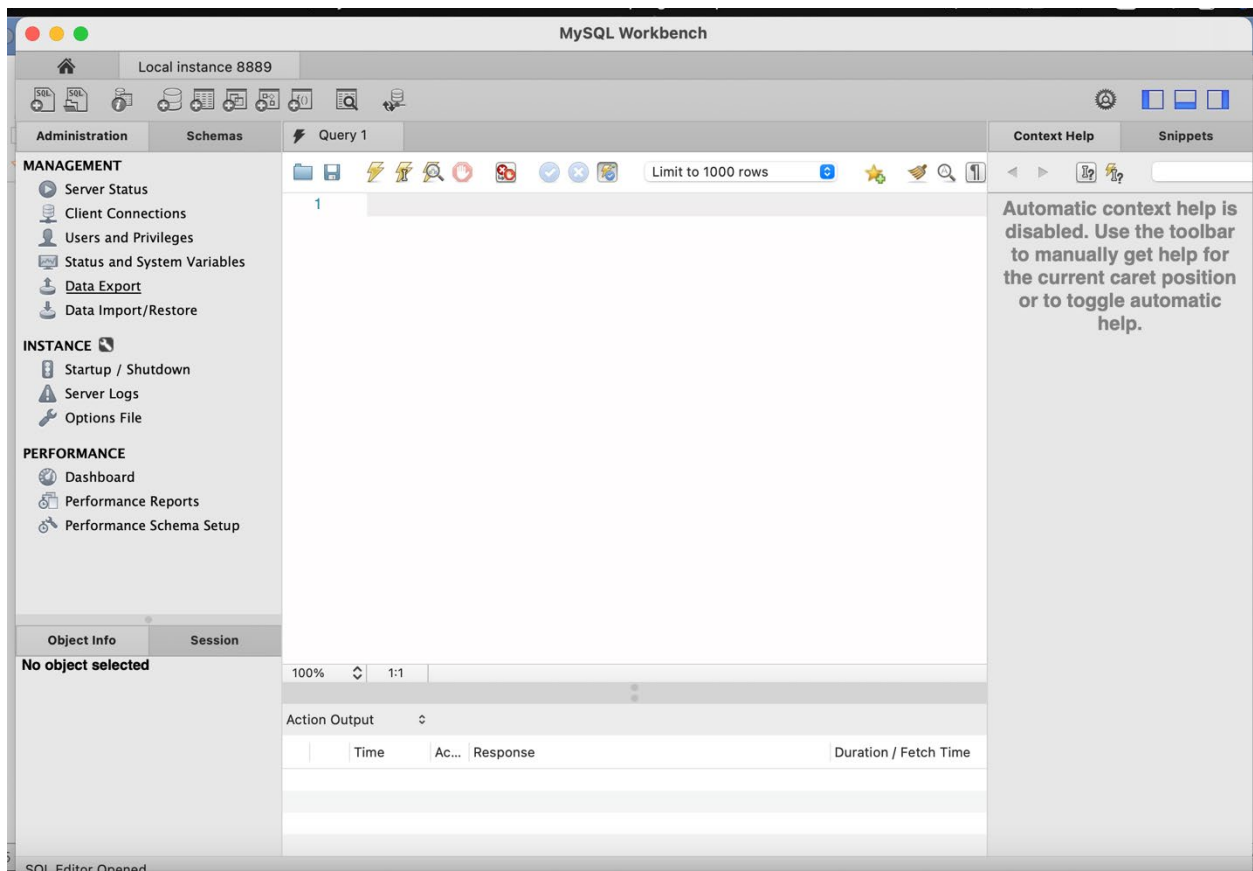 MySQL Workbench
Local instance 8889
SQL SQL
Administration Schemas
Query 1
Context Help Snippets
MANAGEMENT
Server Status
Client Connections
Users and Privileges
Status and System Variables
Data Export
Data Import/Restore
INSTANCE
Startup / Shutdown
Server Logs
Options File
PERFORMANCE
Dashboard
Performance Reports
Performance Schema Setup
Object Info Session
No object selected
Limit to 1000 rows
1
100% 1:1
Action Output
Time Ac... Response Duration / Fetch Time
Automatic context help is
disabled. Use the toolbar
to manually get help for
the current caret position
or to toggle automatic
help.
SQL Editor Opened